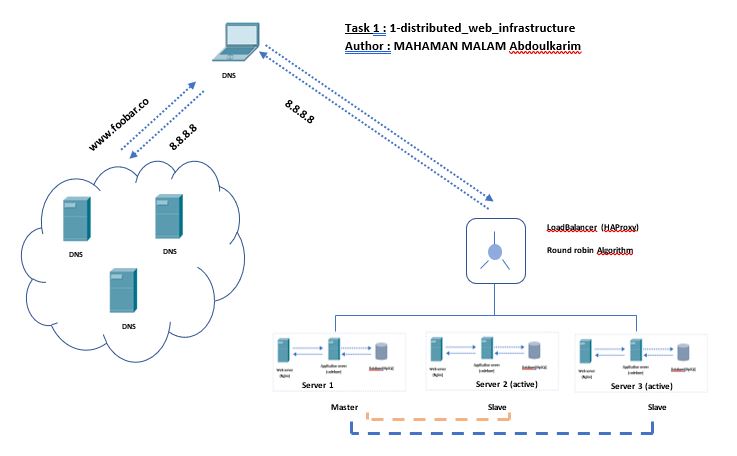 Task 1 : 1-distributed_web_infrastructure
Author : MAHAMAN MALAM Abdoulkarim
DNS
www.foobar.co
8.8.8.8
8.8.8.8
DNS
DNS
DNS
LoadBalancer (HAProxy)
Round robin Algorithm
Web server
(Nginx)
Application server
(codebase)
Database(MySQL)
Server 1
Web server
(Nginx)
Application server
(codebase)
Database(MySQL)
Server 2 (active)
Web server
(Nginx)
Application server
(codebase)
Database(MySQL)
Server 3 (active)
Master
Slave
Slave